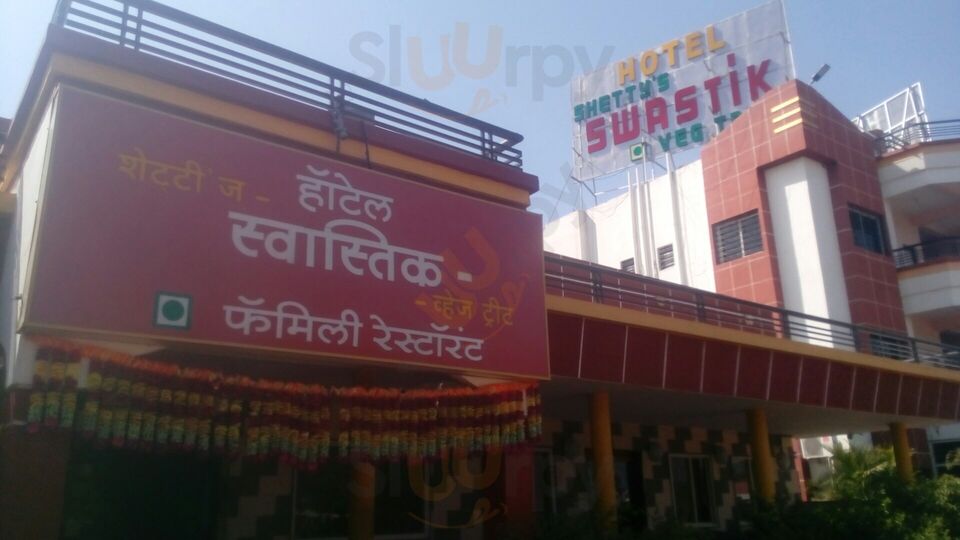 शेट्टी'ज -
हॉटेल
स्वास्तिक -
- व्हेज ट्रीट
फॅमिली रेस्टॉरंट
HOTEL
SHETTY'S
SWASTIK
VEG
Sluurpy